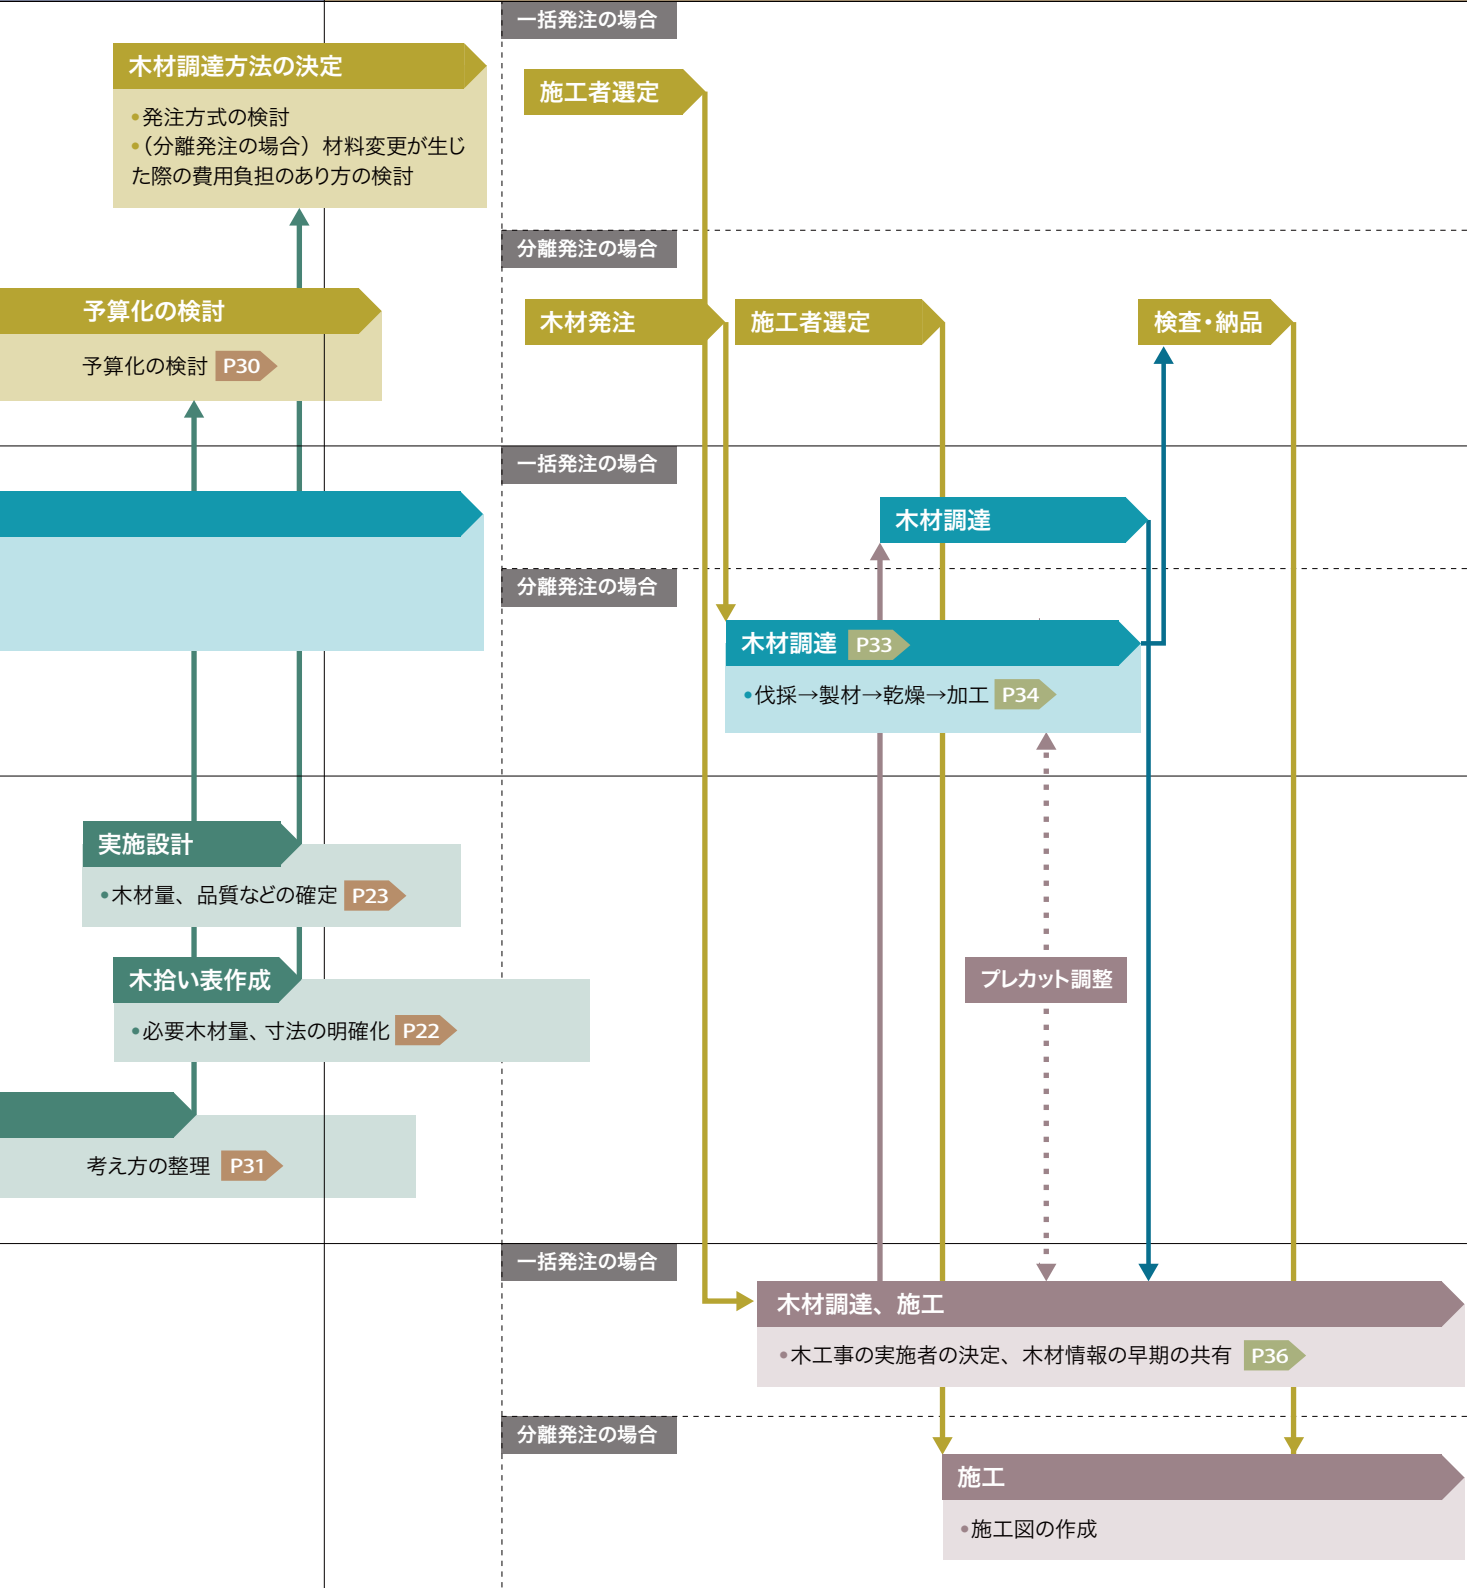 一括発注の場合
木材調達方法の決定
•発注方式の検討
•（分離発注の場合）材料変更が生じ
た際の費用負担のあり方の検討
施工者選定
分離発注の場合
予算化の検討
予算化の検討 P30
木材発注
施工者選定
検査・納品
一括発注の場合
木材調達
分離発注の場合
木材調達 P33
•伐採→製材→乾燥→加工 P34
実施設計
•木材量、品質などの確定 P23
木拾い表作成
•必要木材量、寸法の明確化 P22
プレカット調整
考え方の整理 P31
一括発注の場合
木材調達、施工
•木工事の実施者の決定、木材情報の早期の共有 P36
分離発注の場合
施工
•施工図の作成